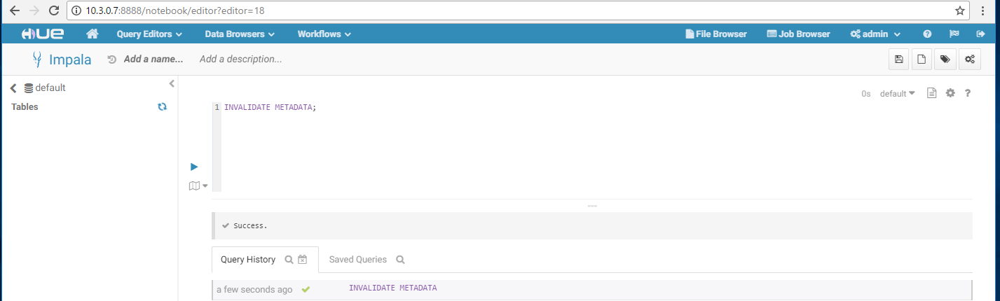 10.3.0.7:8888/notebook/editor?editor=18
HUE Query Editors Data Browsers Workflows File Browser Job Browser admin
Impala Add a name... Add a description...
default
Tables
0s default ?
1 INVALIDATE METADATA;
Success.
Query History Saved Queries
a few seconds ago INVALIDATE METADATA